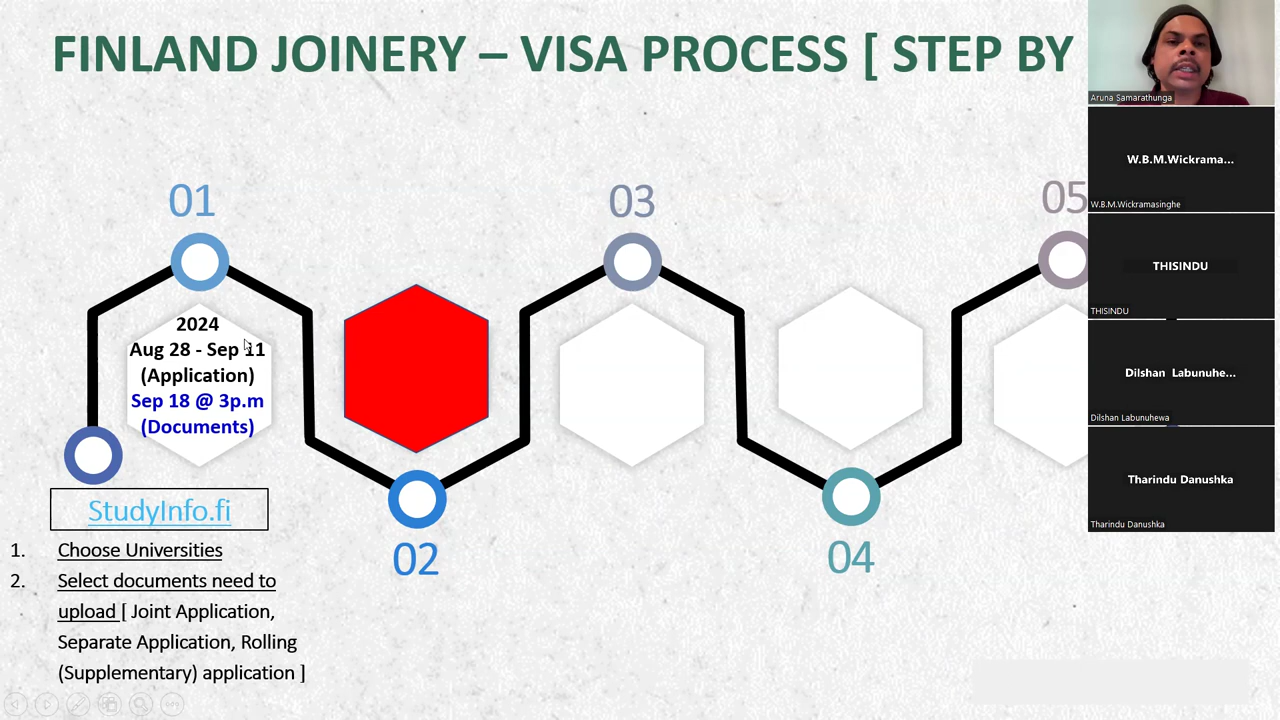 FINLAND JOINERY – VISA PROCESS [ STEP BY
01
03
05
2024
Aug 28 - Sep 11
(Application)
Sep 18 @ 3p.m
(Documents)
StudyInfo.fi
02
04
1. Choose Universities
2. Select documents need to
upload [ Joint Application,
Separate Application, Rolling
(Supplementary) application ]
Aruna Samarathunga
W.B.M.Wickrama...
W.B.M.Wickramasinghe
THISINDU
THISINDU
Dilshan Labunuhe...
Dilshan Labunuhewa
Tharindu Danushka
Tharindu Danushka